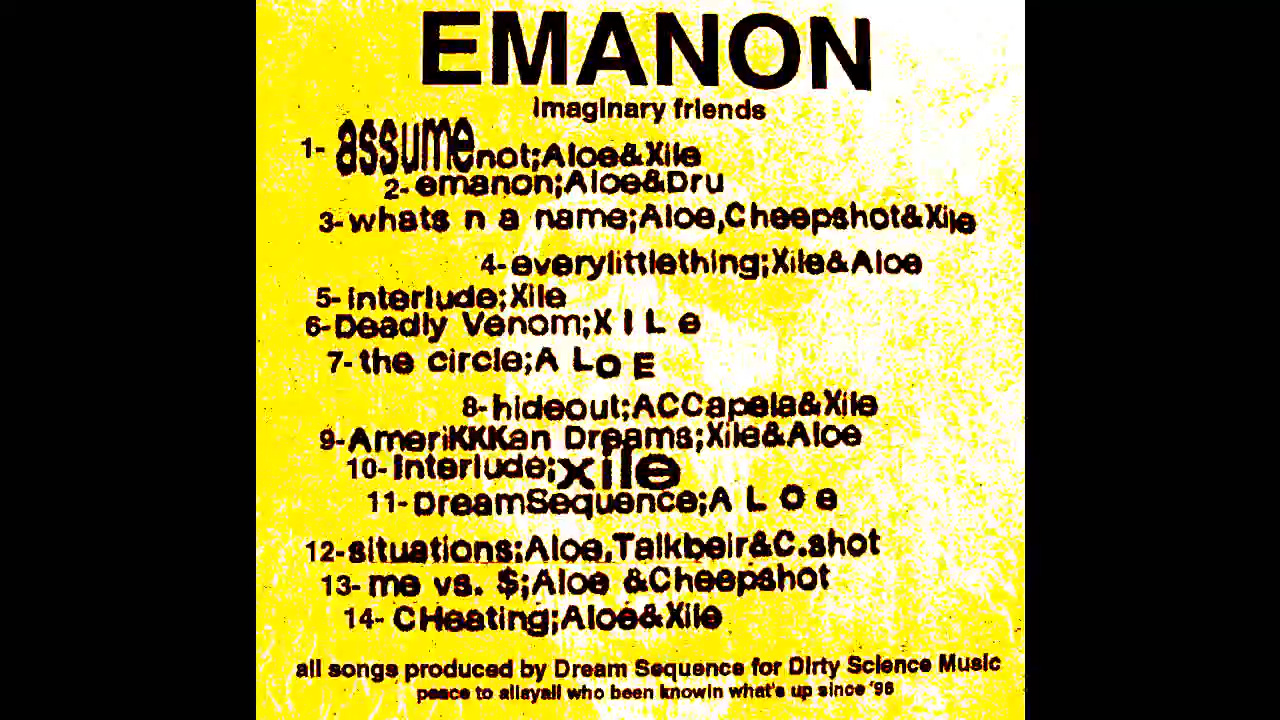 EMANON
imaginary friends
1- assume not;Aloe&Xile
2- emanon;Aloe&Dru
3- whats n a name;Aloe,Cheepshot&Xile
4- everylittlething;Xile&Aloe
5- interlude;Xile
6- Deadly Venom;X I L e
7- the circle;A L O E
8- hideout;ACCapela&Xile
9- AmeriKKKan Dreams;Xile&Aloe
10- Interlude;xile
11- DreamSequence;A L O e
12- situations;Aloe,Talkbeir&C.shot
13- me vs. $;Aloe &Cheepshot
14- CHeating;Aloe&Xile
all songs produced by Dream Sequence for Dirty Science Music
peace to allayall who been knowin what's up since '96